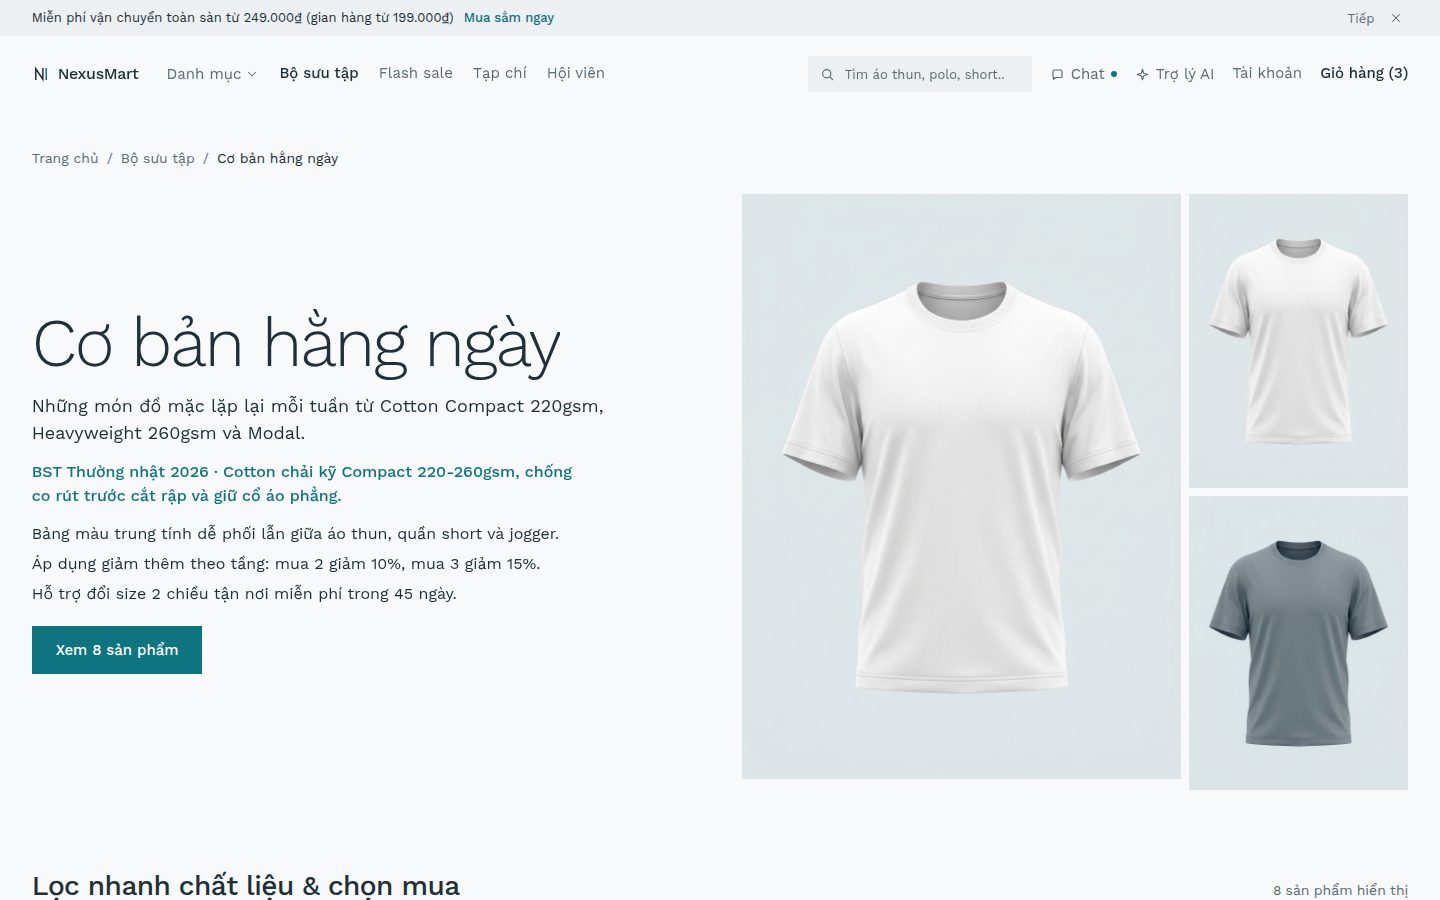 Miễn phí vận chuyển toàn sàn từ 249.000₫ (gian hàng từ 199.000₫) Mua sắm ngay Tiếp
NexusMart Danh mục Bộ sưu tập Flash sale Tạp chí Hội viên Tìm áo thun, polo, short.. Chat Trợ lý AI Tài khoản Giỏ hàng (3)
Trang chủ / Bộ sưu tập / Cơ bản hằng ngày
Cơ bản hằng ngày
Những món đồ mặc lặp lại mỗi tuần từ Cotton Compact 220gsm,
Heavyweight 260gsm và Modal.
BST Thường nhật 2026 · Cotton chải kỹ Compact 220-260gsm, chống
co rút trước cắt rập và giữ cổ áo phẳng.
Bảng màu trung tính dễ phối lẫn giữa áo thun, quần short và jogger.
Áp dụng giảm thêm theo tầng: mua 2 giảm 10%, mua 3 giảm 15%.
Hỗ trợ đổi size 2 chiều tận nơi miễn phí trong 45 ngày.
Xem 8 sản phẩm
Lọc nhanh chất liệu & chọn mua
8 sản phẩm hiển thị